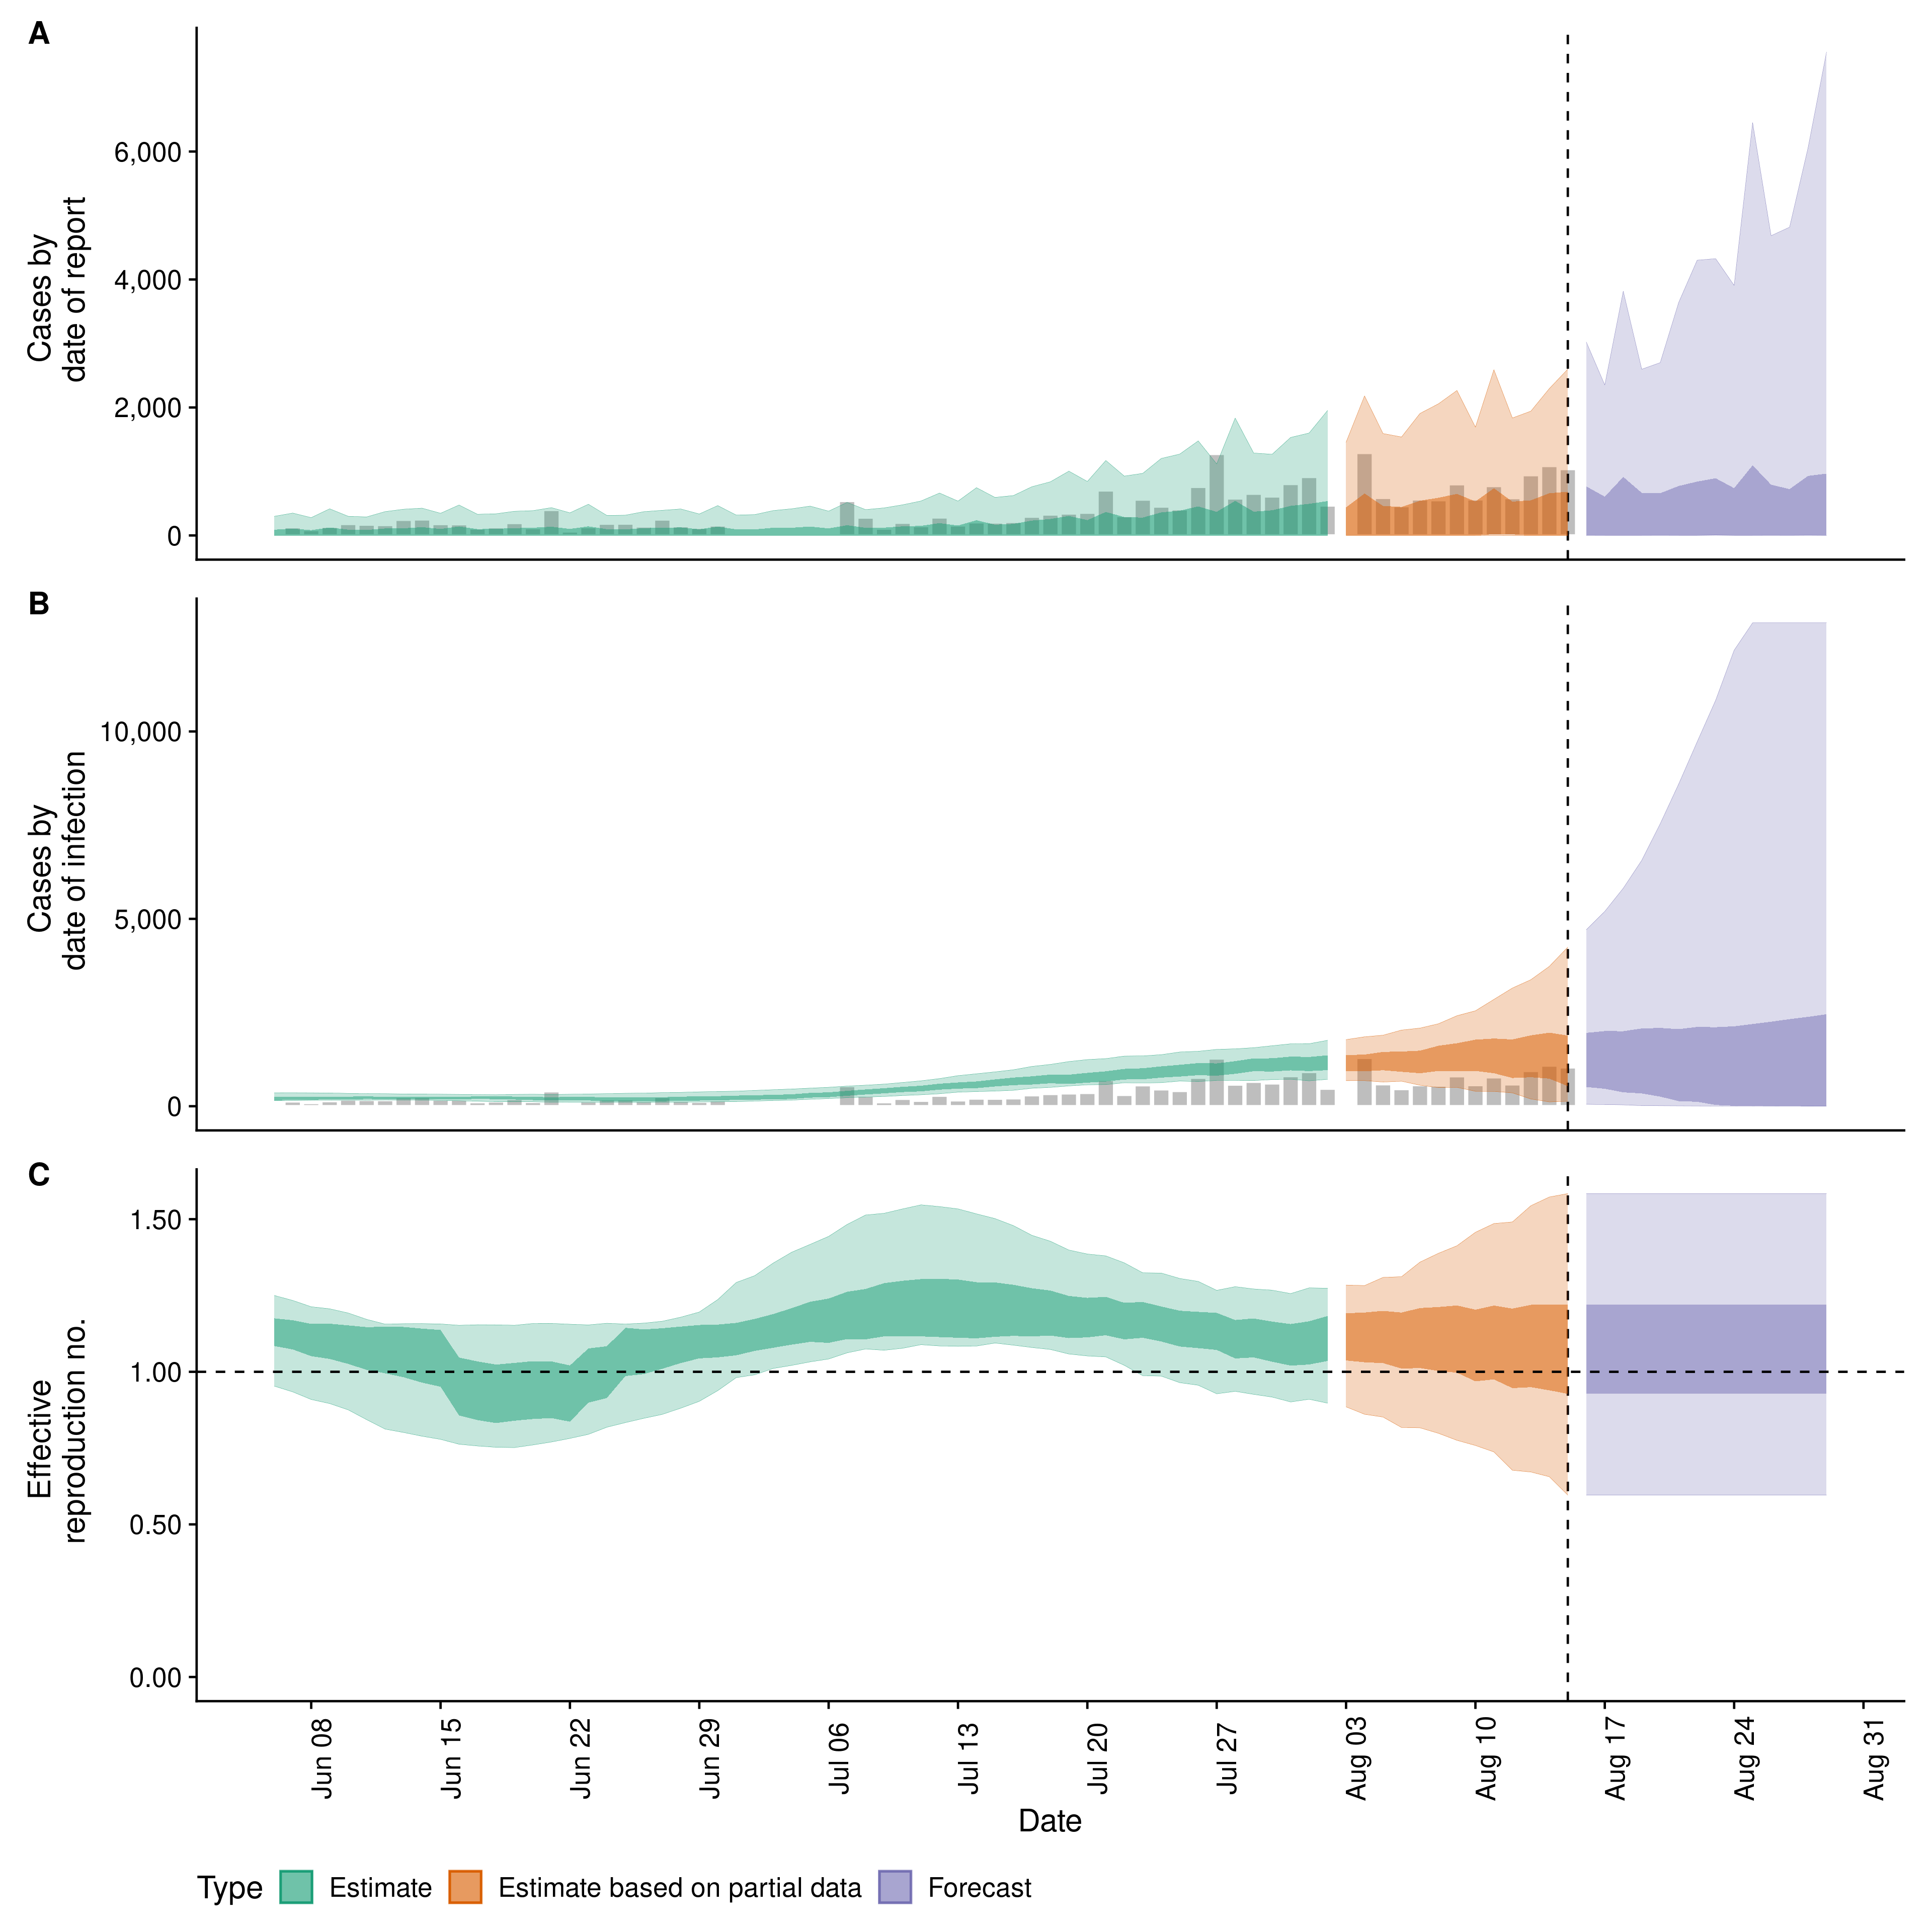 A
Cases by
date of report
6,000
4,000
2,000
0
B
Cases by
date of infection
10,000
5,000
0
C
Effective
reproduction no.
1.50
1.00
0.50
0.00
Jun 08
Jun 15
Jun 22
Jun 29
Jul 06
Jul 13
Jul 20
Jul 27
Aug 03
Aug 10
Aug 17
Aug 24
Aug 31
Date
Type Estimate Estimate based on partial data Forecast